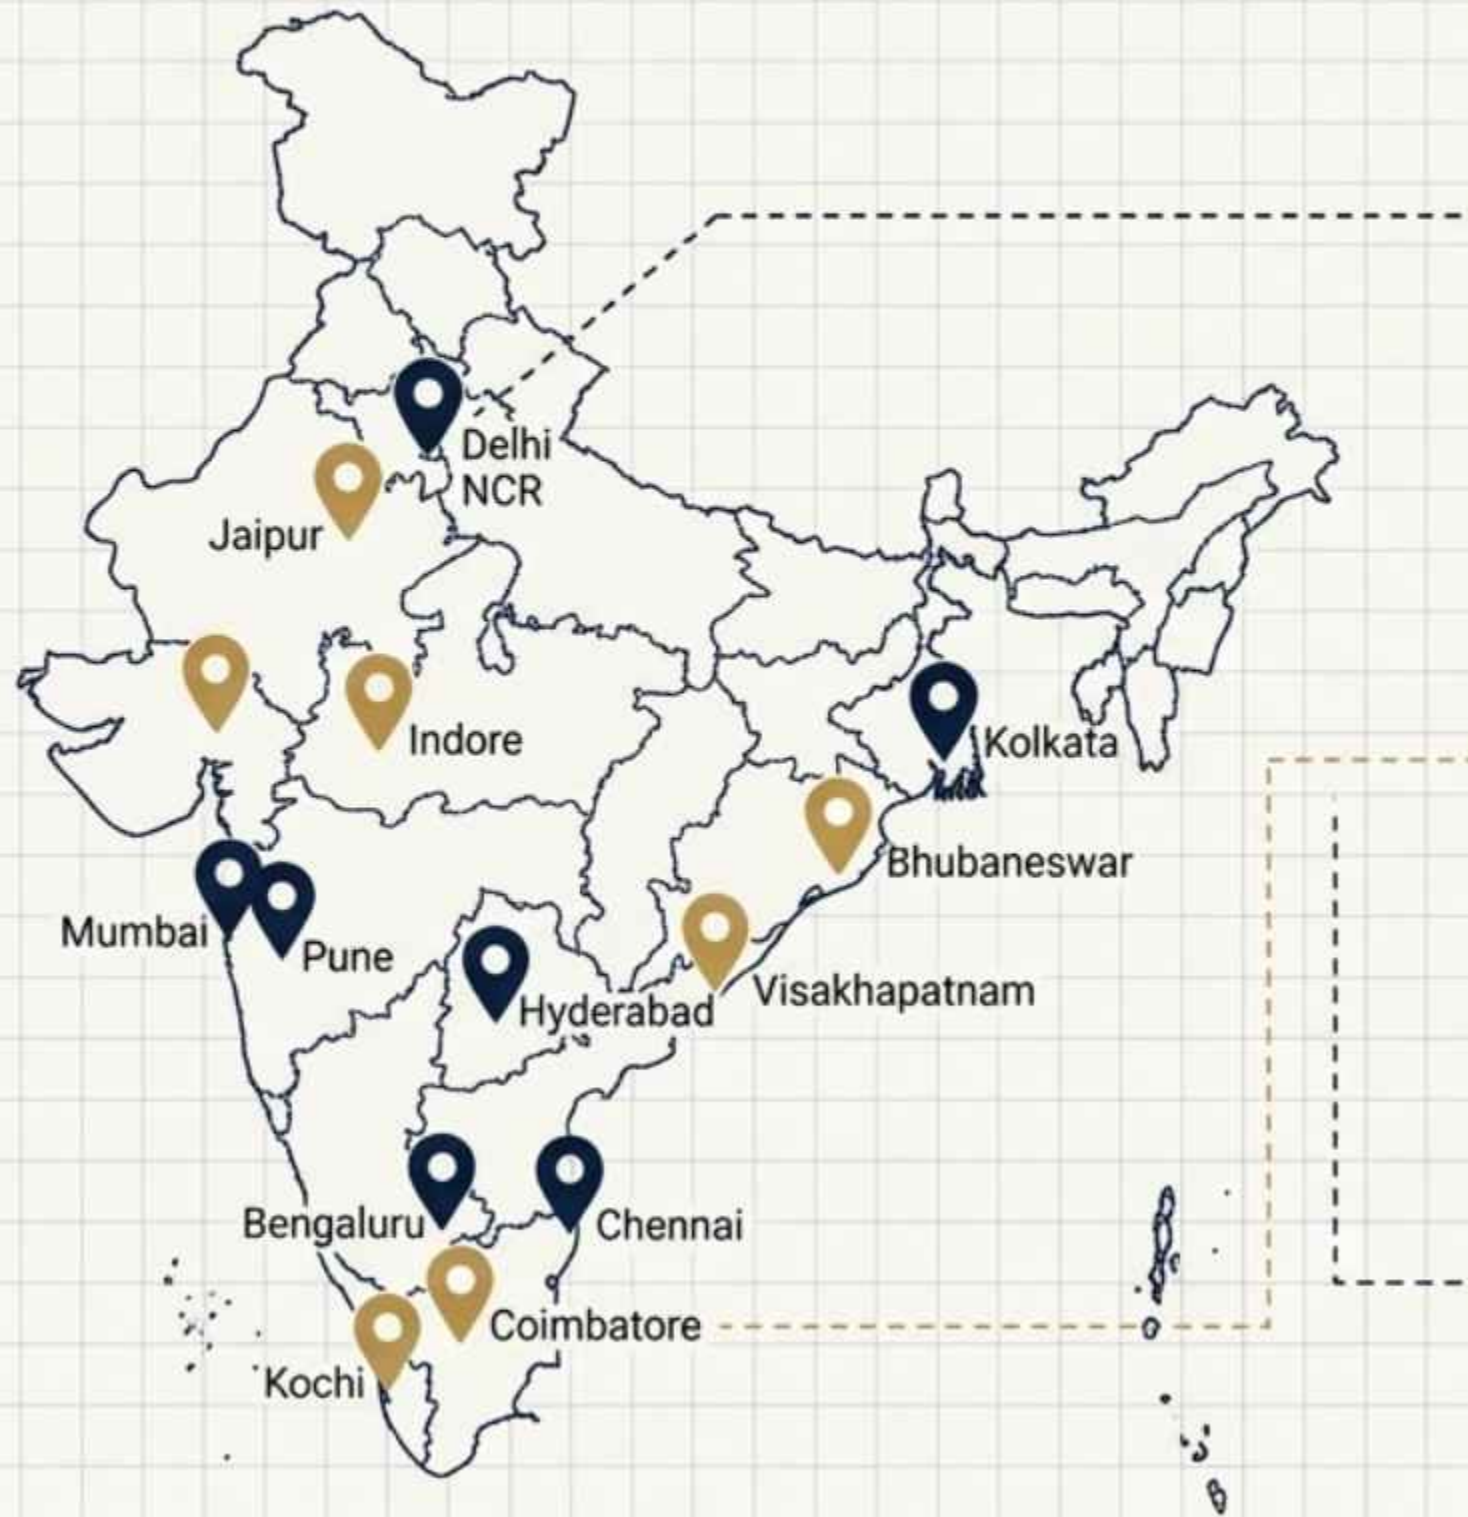 Delhi
NCR
Jaipur
Indore
Kolkata
Bhubaneswar
Mumbai
Pune
Visakhapatnam
Hyderabad
Bengaluru
Chennai
Coimbatore
Kochi